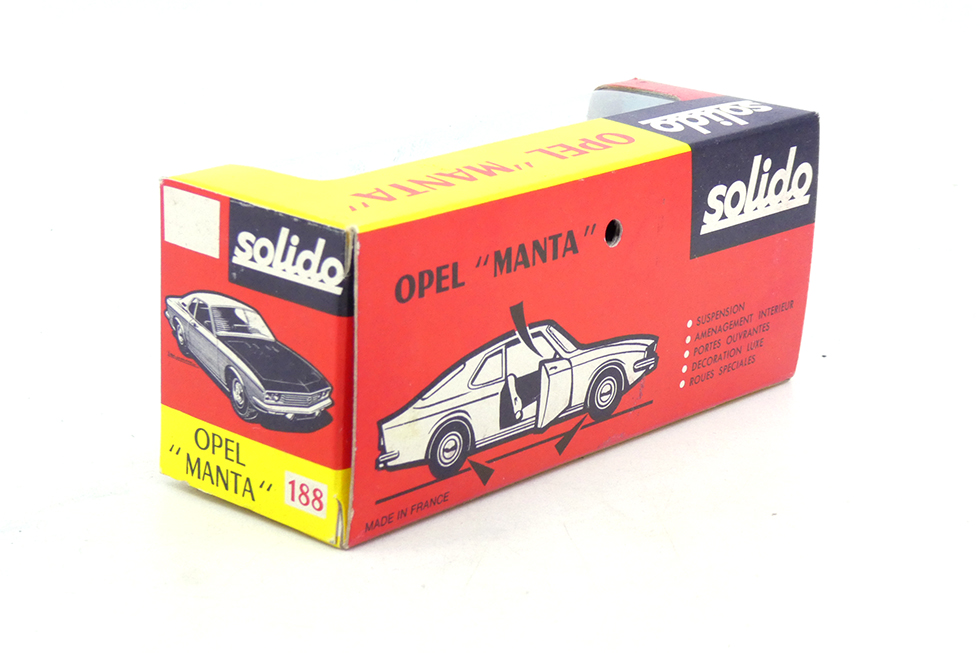 solido
OPEL "MANTA"
solido
OPEL "MANTA"
SUSPENSION
AMENAGEMENT INTERIEUR
PORTES OUVRANTES
DECORATION LUXE
ROUES SPECIALES
MADE IN FRANCE
solido
OPEL
"MANTA"
188